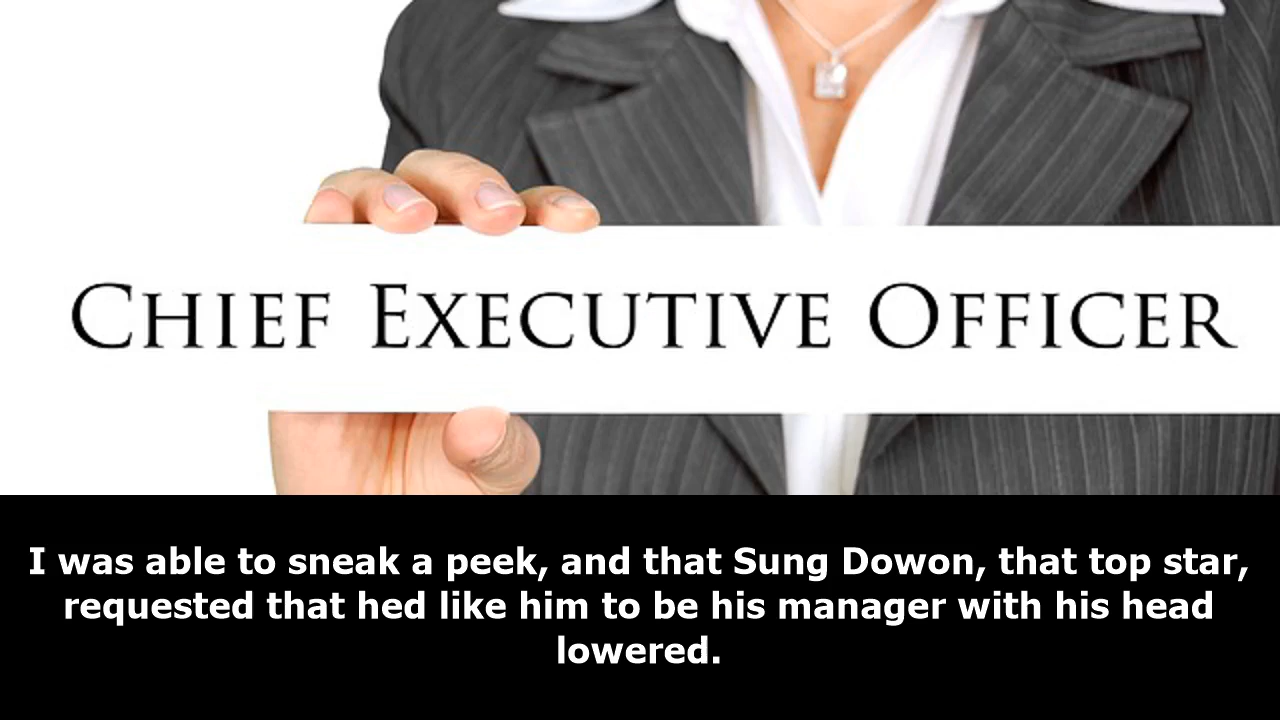 CHIEF EXECUTIVE OFFICER
I was able to sneak a peek, and that Sung Dowon, that top star,
requested that hed like him to be his manager with his head
lowered.